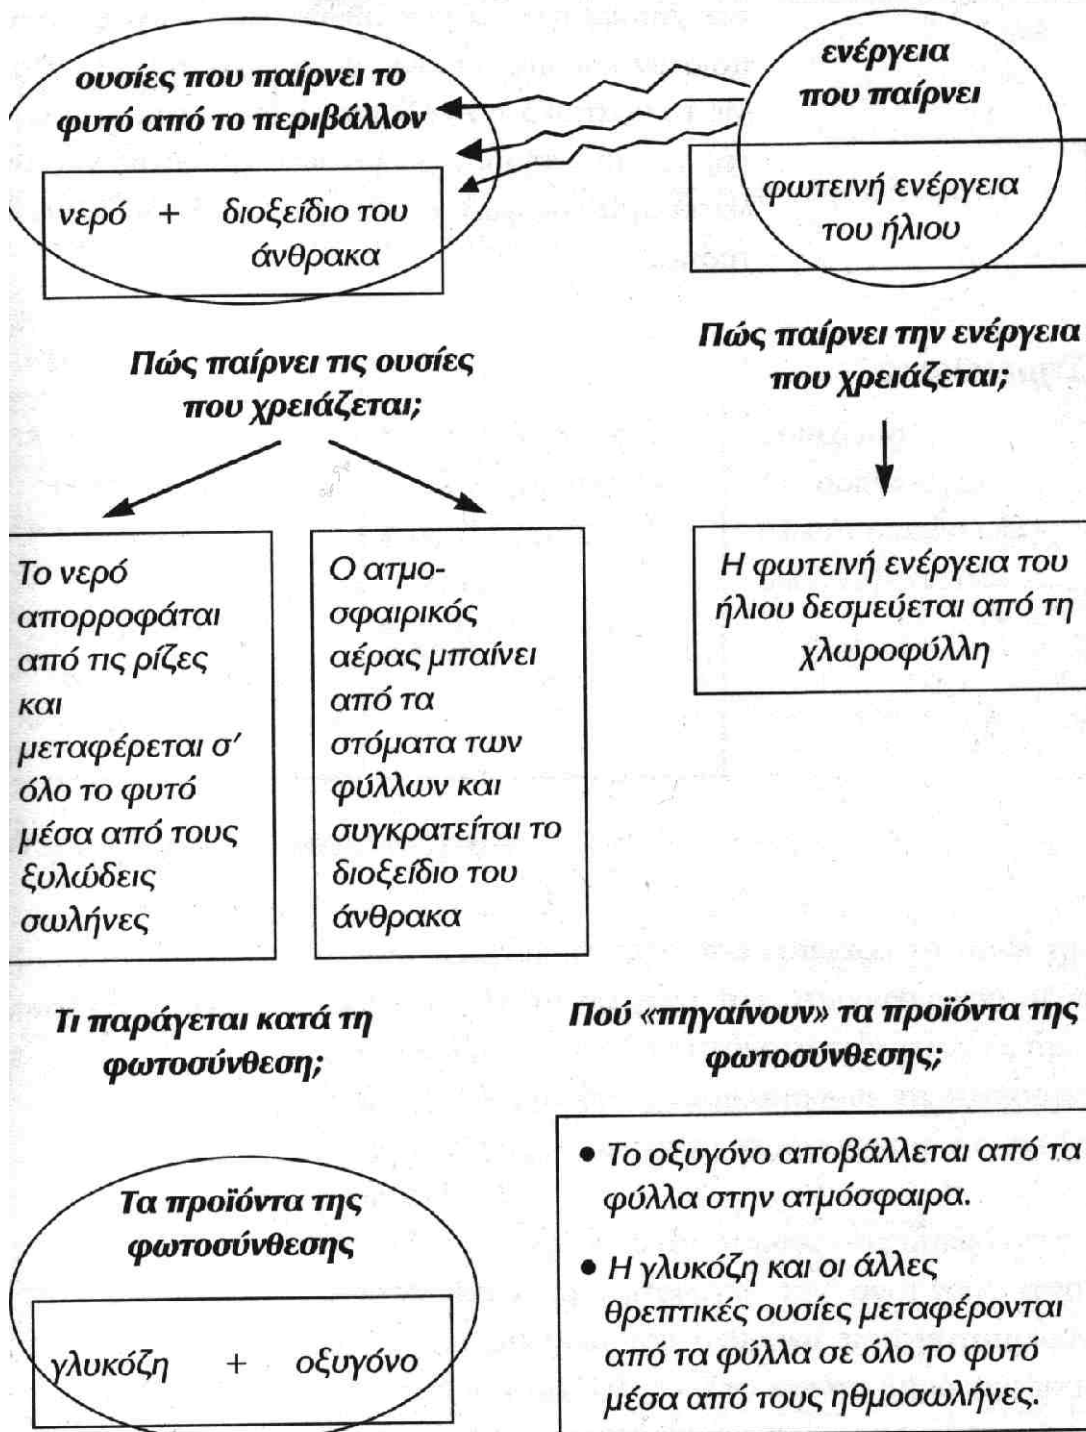 ουσίες που παίρνει το
φυτό από το περιβάλλον
νερό + διοξείδιο του
άνθρακα
ενέργεια
που παίρνει
φωτεινή ενέργεια
του ήλιου
Πώς παίρνει τις ουσίες
που χρειάζεται;
Πώς παίρνει την ενέργεια
που χρειάζεται;
Το νερό
απορροφάται
από τις ρίζες
και
μεταφέρεται σ'
όλο το φυτό
μέσα από τους
ξυλώδεις
σωλήνες
Ο ατμο-
σφαιρικός
αέρας μπαίνει
από τα
στόματα των
φύλλων και
συγκρατείται το
διοξείδιο του
άνθρακα
Η φωτεινή ενέργεια του
ήλιου δεσμεύεται από τη
χλωροφύλλη
Τι παράγεται κατά τη
φωτοσύνθεση;
Τα προϊόντα της
φωτοσύνθεσης
γλυκόζη + οξυγόνο
Πού «πηγαίνουν» τα προϊόντα της
φωτοσύνθεσης;
• Το οξυγόνο αποβάλλεται από τα
φύλλα στην ατμόσφαιρα.
• Η γλυκόζη και οι άλλες
θρεπτικές ουσίες μεταφέρονται
από τα φύλλα σε όλο το φυτό
μέσα από τους ηθμοσωλήνες.